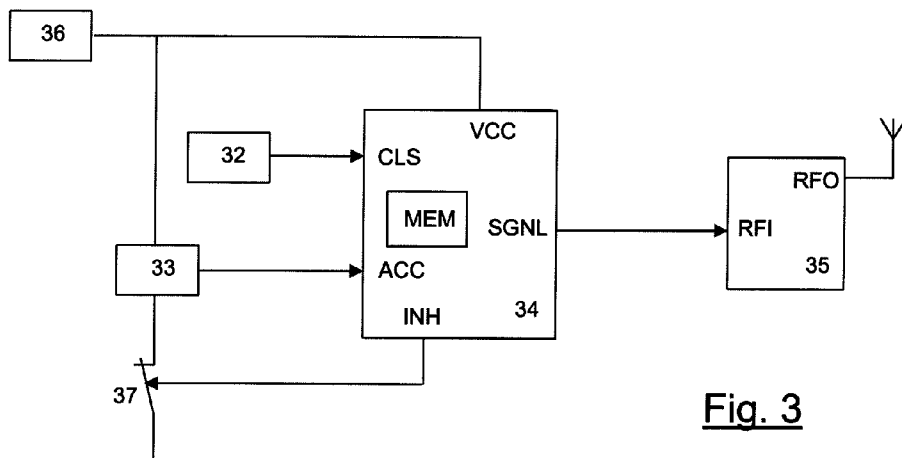 36
VCC
32
CLS
RFO
MEM
SGNL
RFI
33
ACC
35
INH
34
37
Fig. 3